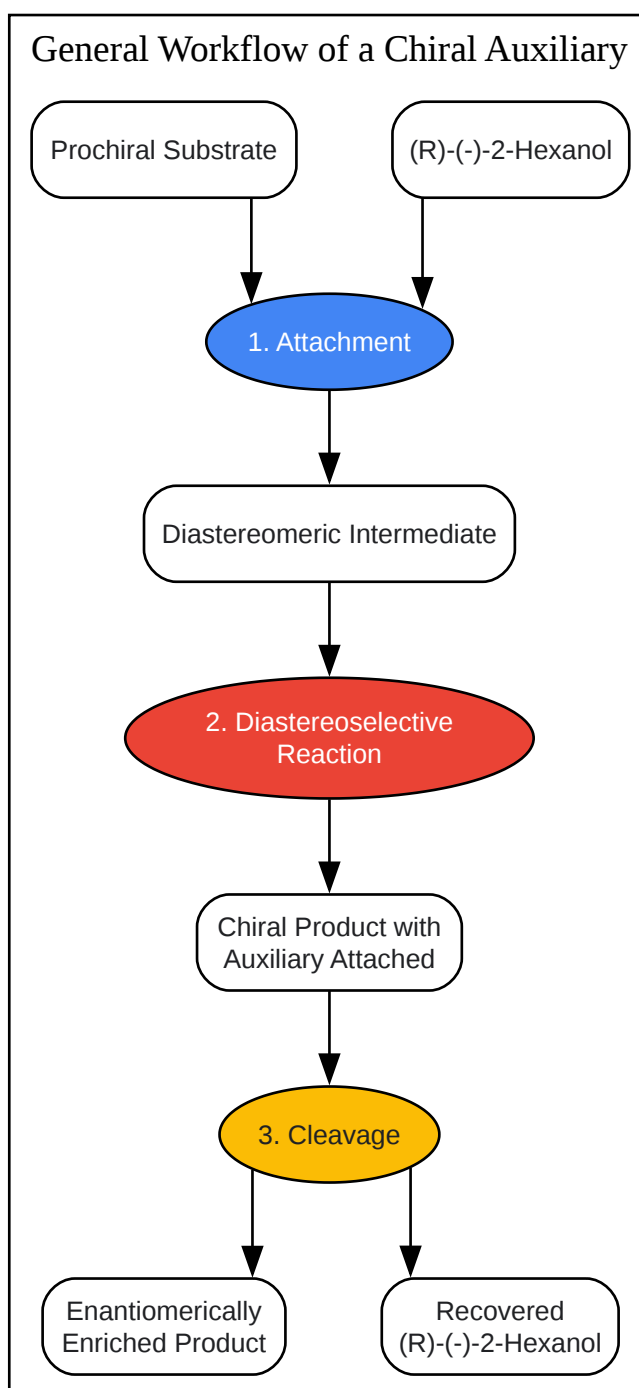 General Workflow of a Chiral Auxiliary
Prochiral Substrate
(R)-(-)-2-Hexanol
1. Attachment
Diastereomeric Intermediate
2. Diastereoselective
Reaction
Chiral Product with
Auxiliary Attached
3. Cleavage
Enantiomerically
Enriched Product
Recovered
(R)-(-)-2-Hexanol